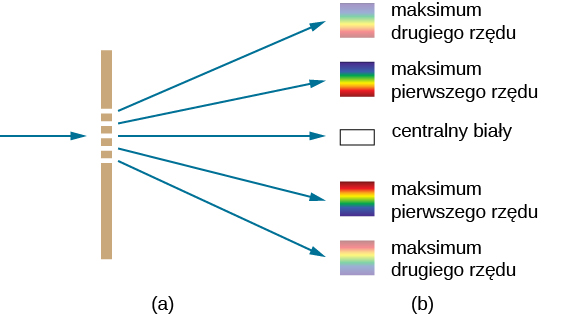 maksimum
drugiego rzędu
maksimum
pierwszego rzędu
centralny biały
maksimum
pierwszego rzędu
maksimum
drugiego rzędu
(a)
(b)